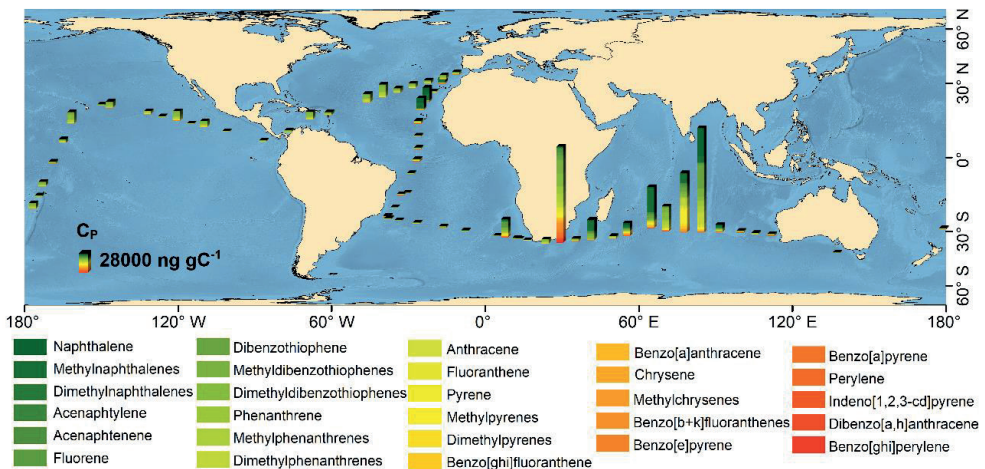 60° N
30° N
0°
30° S
60° S
C_P
28000 ng gC⁻¹
180° 120° W 60° W 0° 60° E 120° E 180°
Naphthalene
Methylnaphthalenes
Dimethylnaphthalenes
Acenaphtylene
Acenaphtenene
Fluorene
Dibenzothiophene
Methyldibenzothiophenes
Dimethyldibenzothiophenes
Phenanthrene
Methylphenanthrenes
Dimethylphenanthrenes
Anthracene
Fluoranthene
Pyrene
Methylpyrenes
Dimethylpyrenes
Benzo[ghi]fluoranthene
Benzo[a]anthracene
Chrysene
Methylchrysenes
Benzo[b+k]fluoranthenes
Benzo[e]pyrene
Benzo[a]pyrene
Perylene
Indeno[1,2,3-cd]pyrene
Dibenzo[a,h]anthracene
Benzo[ghi]perylene